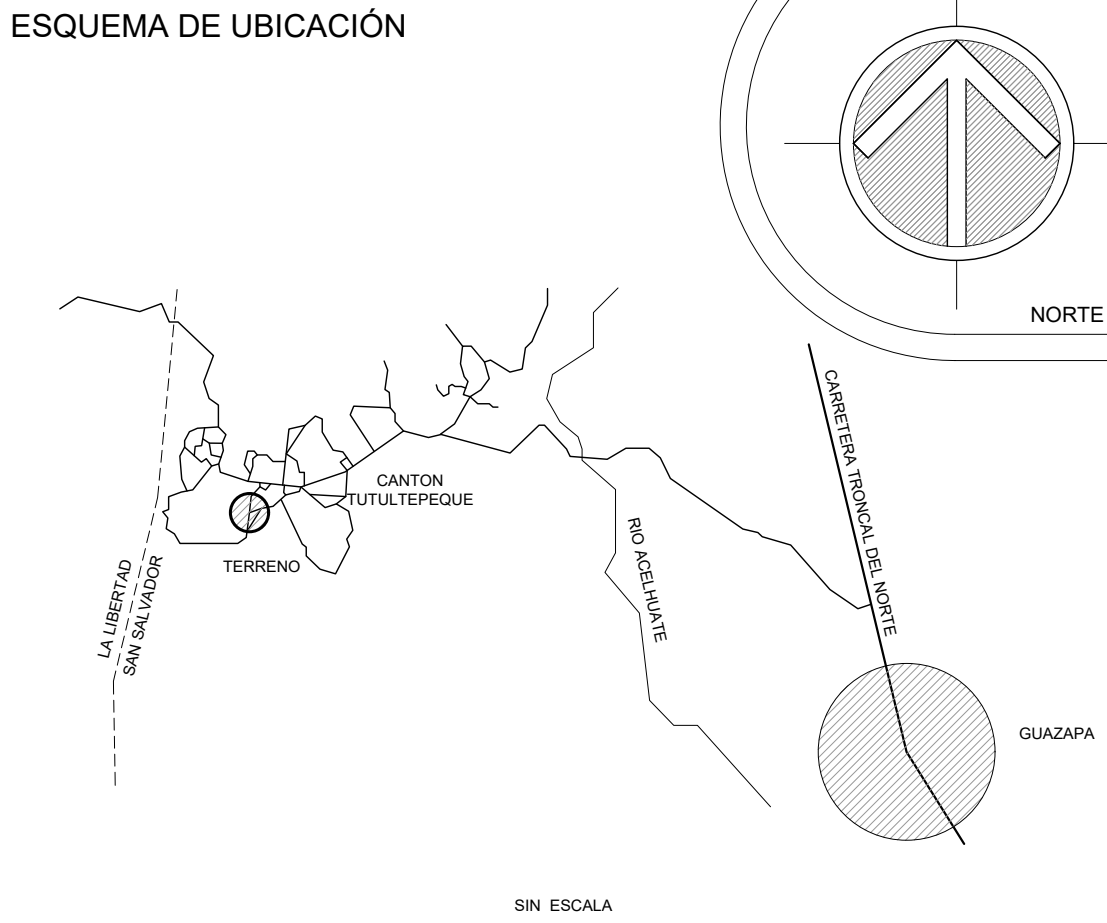 ESQUEMA DE UBICACIÓN
NORTE
CARRETERA TRONCAL DEL NORTE
CANTON
TUTULTEPEQUE
RIO ACELHUATE
TERRENO
LA LIBERTAD
SAN SALVADOR
GUAZAPA
SIN ESCALA